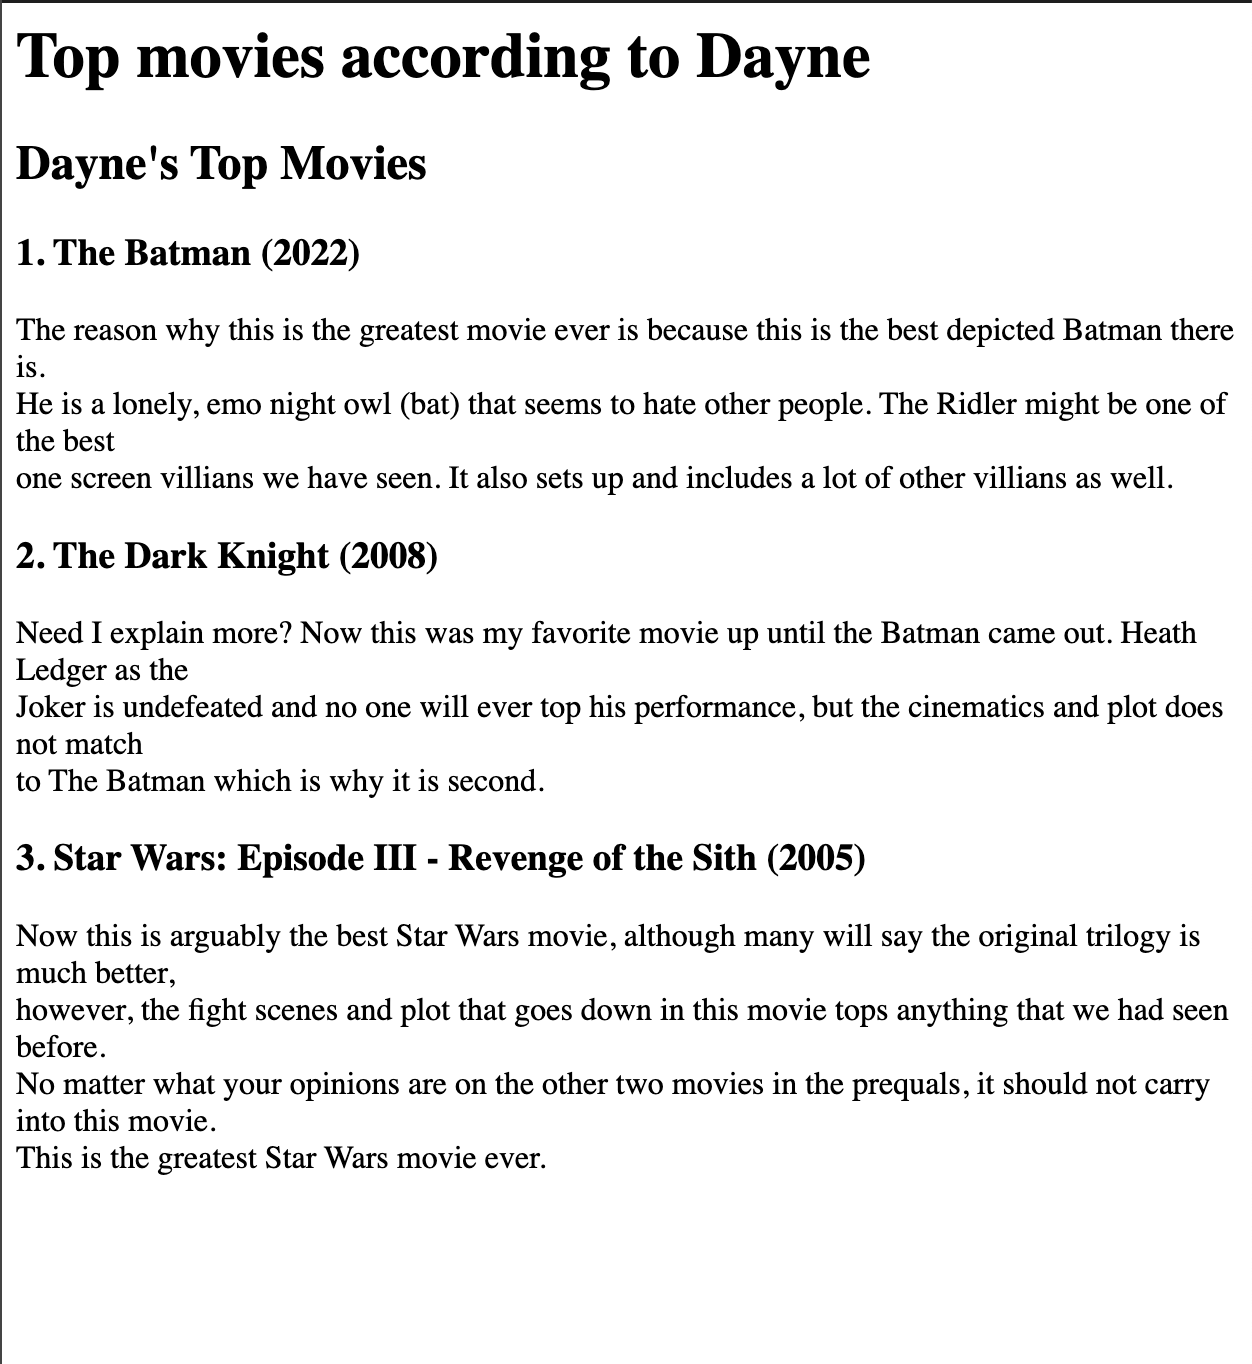 Top movies according to Dayne
Dayne's Top Movies
1. The Batman (2022)
The reason why this is the greatest movie ever is because this is the best depicted Batman there
is.
He is a lonely, emo night owl (bat) that seems to hate other people. The Ridler might be one of
the best
one screen villians we have seen. It also sets up and includes a lot of other villians as well.
2. The Dark Knight (2008)
Need I explain more? Now this was my favorite movie up until the Batman came out. Heath
Ledger as the
Joker is undefeated and no one will ever top his performance, but the cinematics and plot does
not match
to The Batman which is why it is second.
3. Star Wars: Episode III - Revenge of the Sith (2005)
Now this is arguably the best Star Wars movie, although many will say the original trilogy is
much better,
however, the fight scenes and plot that goes down in this movie tops anything that we had seen
before.
No matter what your opinions are on the other two movies in the prequals, it should not carry
into this movie.
This is the greatest Star Wars movie ever.